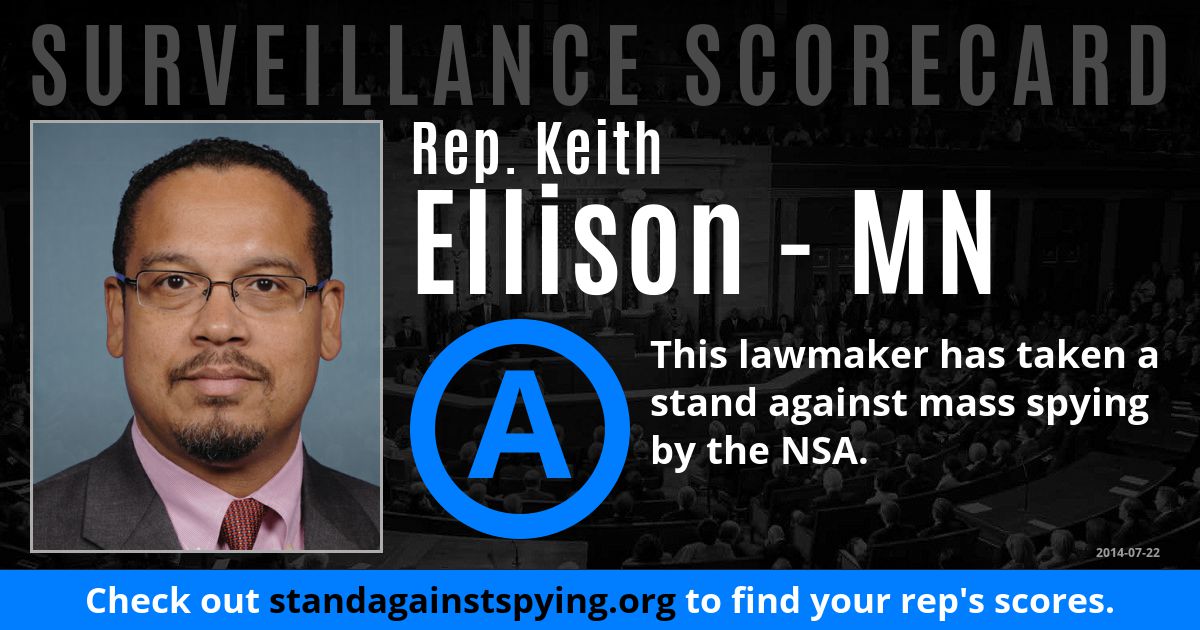 SURVEILLANCE SCORECARD
Rep. Keith
Ellison - MN
A
This lawmaker has taken a
stand against mass spying
by the NSA.
2014-07-22
Check out standagainstspying.org to find your rep's scores.